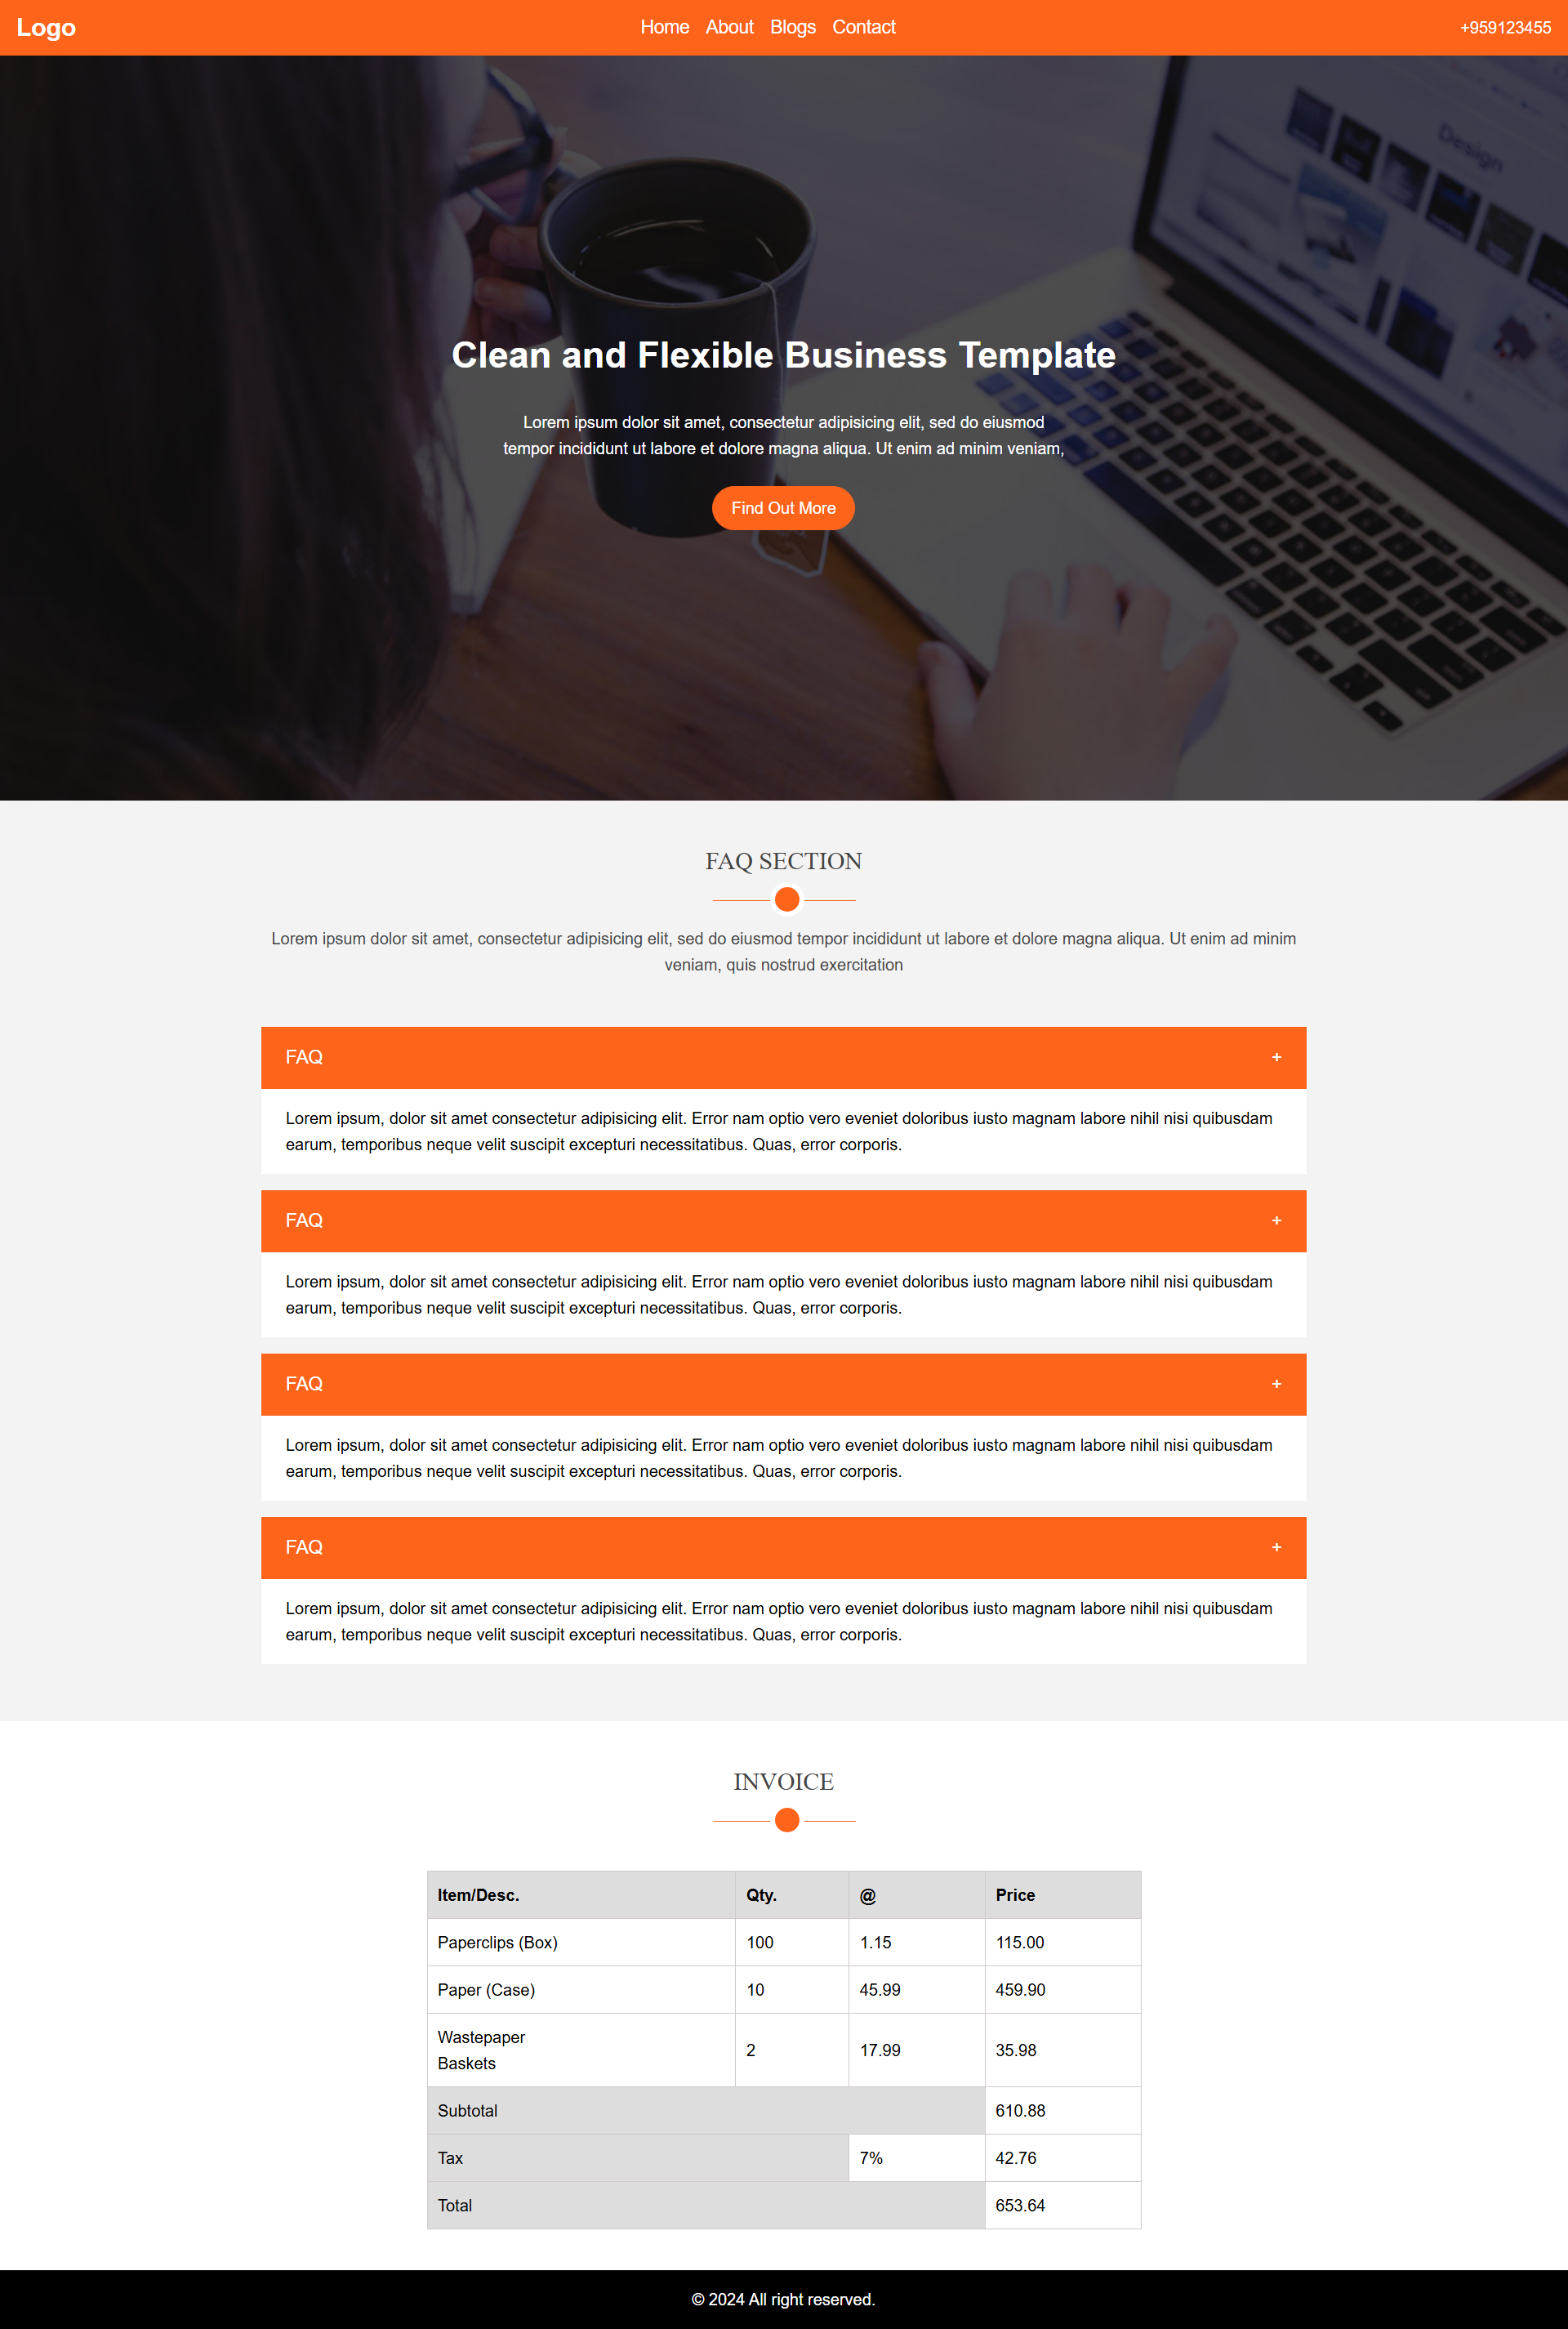 Logo
Home About Blogs Contact
+959123455
Design
Clean and Flexible Business Template
Lorem ipsum dolor sit amet, consectetur adipisicing elit, sed do eiusmod
tempor incididunt ut labore et dolore magna aliqua. Ut enim ad minim veniam,
Find Out More
FAQ SECTION
Lorem ipsum dolor sit amet, consectetur adipisicing elit, sed do eiusmod tempor incididunt ut labore et dolore magna aliqua. Ut enim ad minim
veniam, quis nostrud exercitation
FAQ +
Lorem ipsum, dolor sit amet consectetur adipisicing elit. Error nam optio vero eveniet doloribus iusto magnam labore nihil nisi quibusdam
earum, temporibus neque velit suscipit excepturi necessitatibus. Quas, error corporis.
FAQ +
Lorem ipsum, dolor sit amet consectetur adipisicing elit. Error nam optio vero eveniet doloribus iusto magnam labore nihil nisi quibusdam
earum, temporibus neque velit suscipit excepturi necessitatibus. Quas, error corporis.
FAQ +
Lorem ipsum, dolor sit amet consectetur adipisicing elit. Error nam optio vero eveniet doloribus iusto magnam labore nihil nisi quibusdam
earum, temporibus neque velit suscipit excepturi necessitatibus. Quas, error corporis.
FAQ +
Lorem ipsum, dolor sit amet consectetur adipisicing elit. Error nam optio vero eveniet doloribus iusto magnam labore nihil nisi quibusdam
earum, temporibus neque velit suscipit excepturi necessitatibus. Quas, error corporis.
INVOICE
Item/Desc. Qty. @ Price
Paperclips (Box) 100 1.15 115.00
Paper (Case) 10 45.99 459.90
Wastepaper
Baskets 2 17.99 35.98
Subtotal 610.88
Tax 7% 42.76
Total 653.64
© 2024 All right reserved.